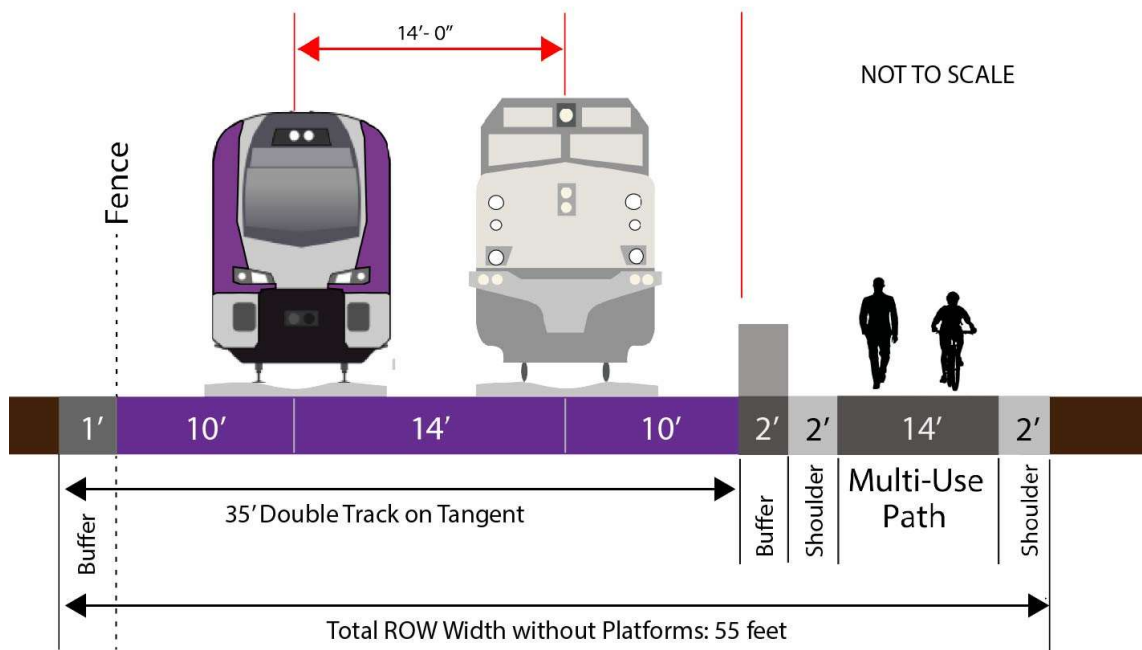 14'- 0"
NOT TO SCALE
Fence
1'
10'
14'
10'
2'
2'
14'
2'
35' Double Track on Tangent
Buffer
Buffer
Shoulder
Multi-Use
Path
Shoulder
Total ROW Width without Platforms: 55 feet